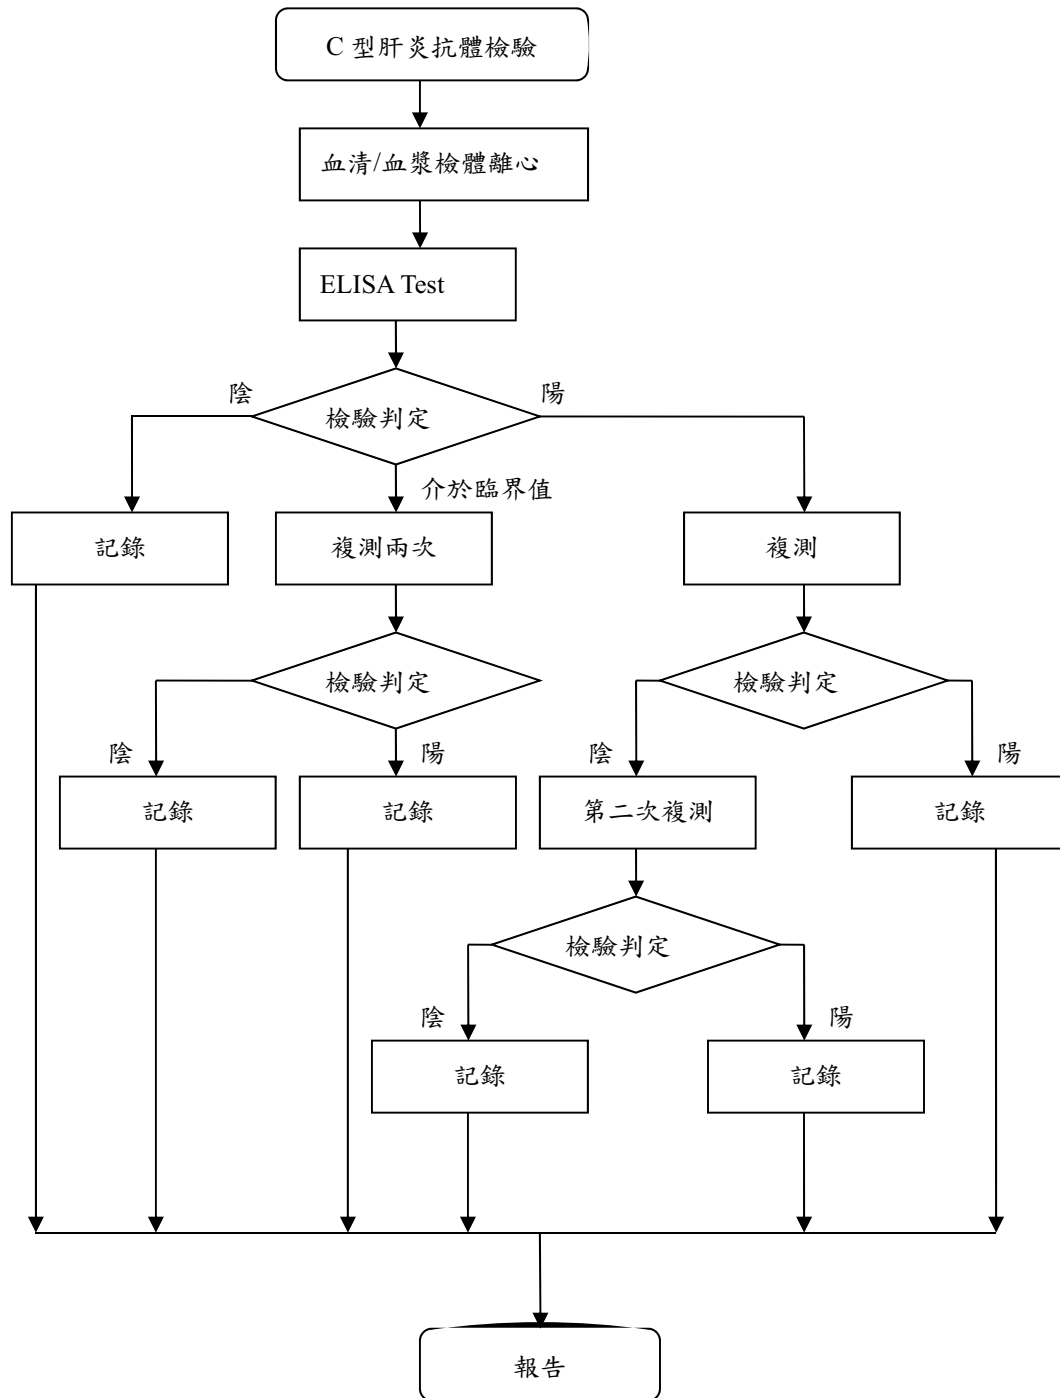 C 型肝炎抗體檢驗
血清/血漿檢體離心
ELISA Test
陰
陽
檢驗判定
介於臨界值
記錄
複測兩次
複測
檢驗判定
檢驗判定
陰
陽
陰
陽
記錄
記錄
第二次複測
記錄
檢驗判定
陰
陽
記錄
記錄
報告